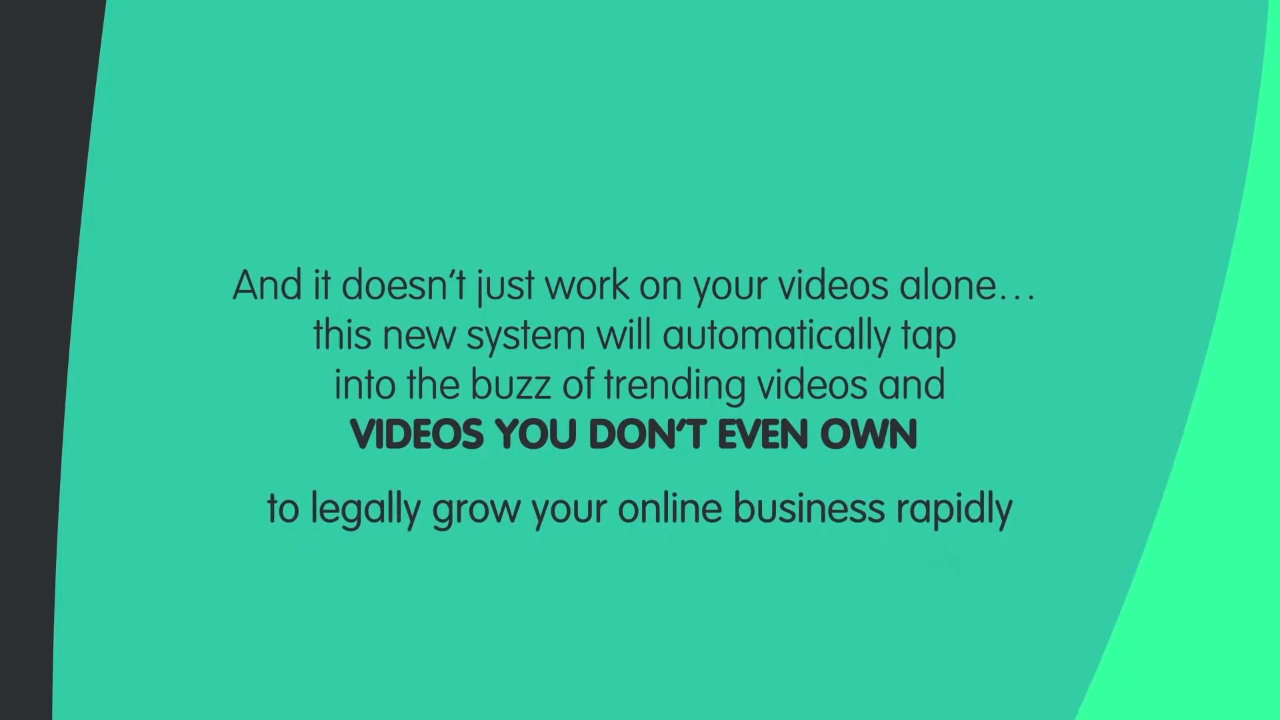 And it doesn't just work on your videos alone...
this new system will automatically tap
into the buzz of trending videos and
VIDEOS YOU DON'T EVEN OWN
to legally grow your online business rapidly